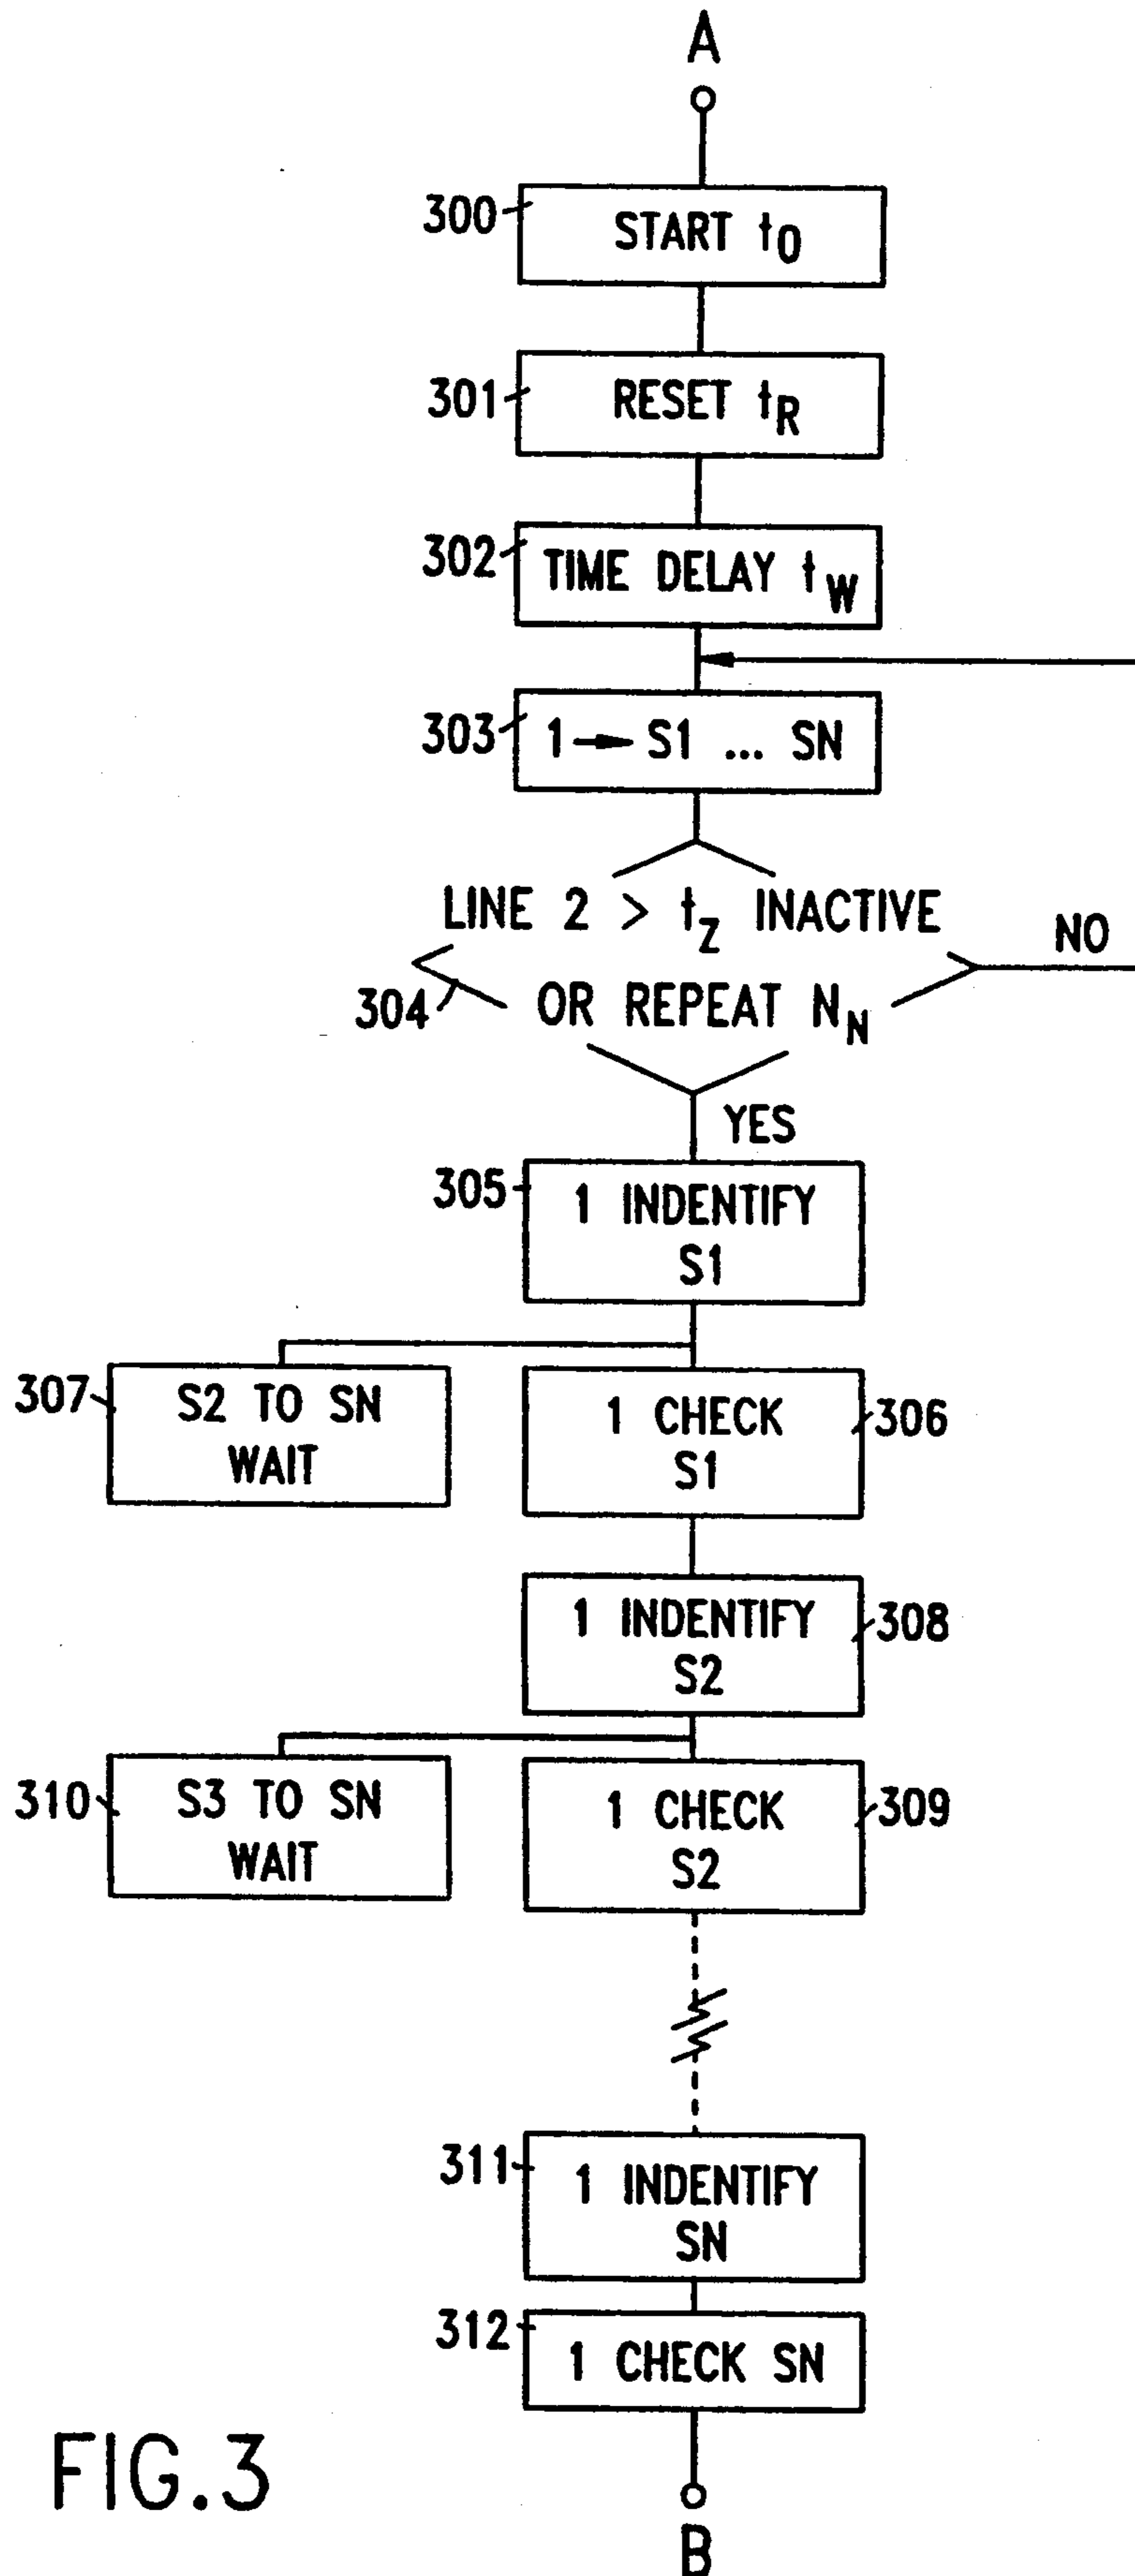 A
300
START t0
301
RESET tR
302
TIME DELAY tW
303
1→ S1 ... SN
LINE 2 > tZ INACTIVE
NO
304
OR REPEAT NN
YES
305
1 INDENTIFY
S1
307
S2 TO SN
WAIT
1 CHECK
S1
306
1 INDENTIFY
S2
308
310
S3 TO SN
WAIT
1 CHECK
S2
309
311
1 INDENTIFY
SN
312
1 CHECK SN
FIG.3
B